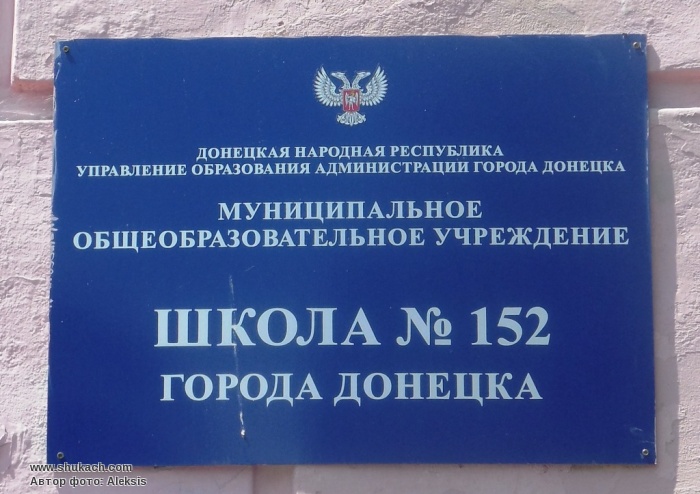 ДОНЕЦКАЯ НАРОДНАЯ РЕСПУБЛИКА
УПРАВЛЕНИЕ ОБРАЗОВАНИЯ АДМИНИСТРАЦИИ ГОРОДА ДОНЕЦКА
МУНИЦИПАЛЬНОЕ
ОБЩЕОБРАЗОВАТЕЛЬНОЕ УЧРЕЖДЕНИЕ
ШКОЛА № 152
ГОРОДА ДОНЕЦКА
www.shukach.com
Автор фото: Aleksis